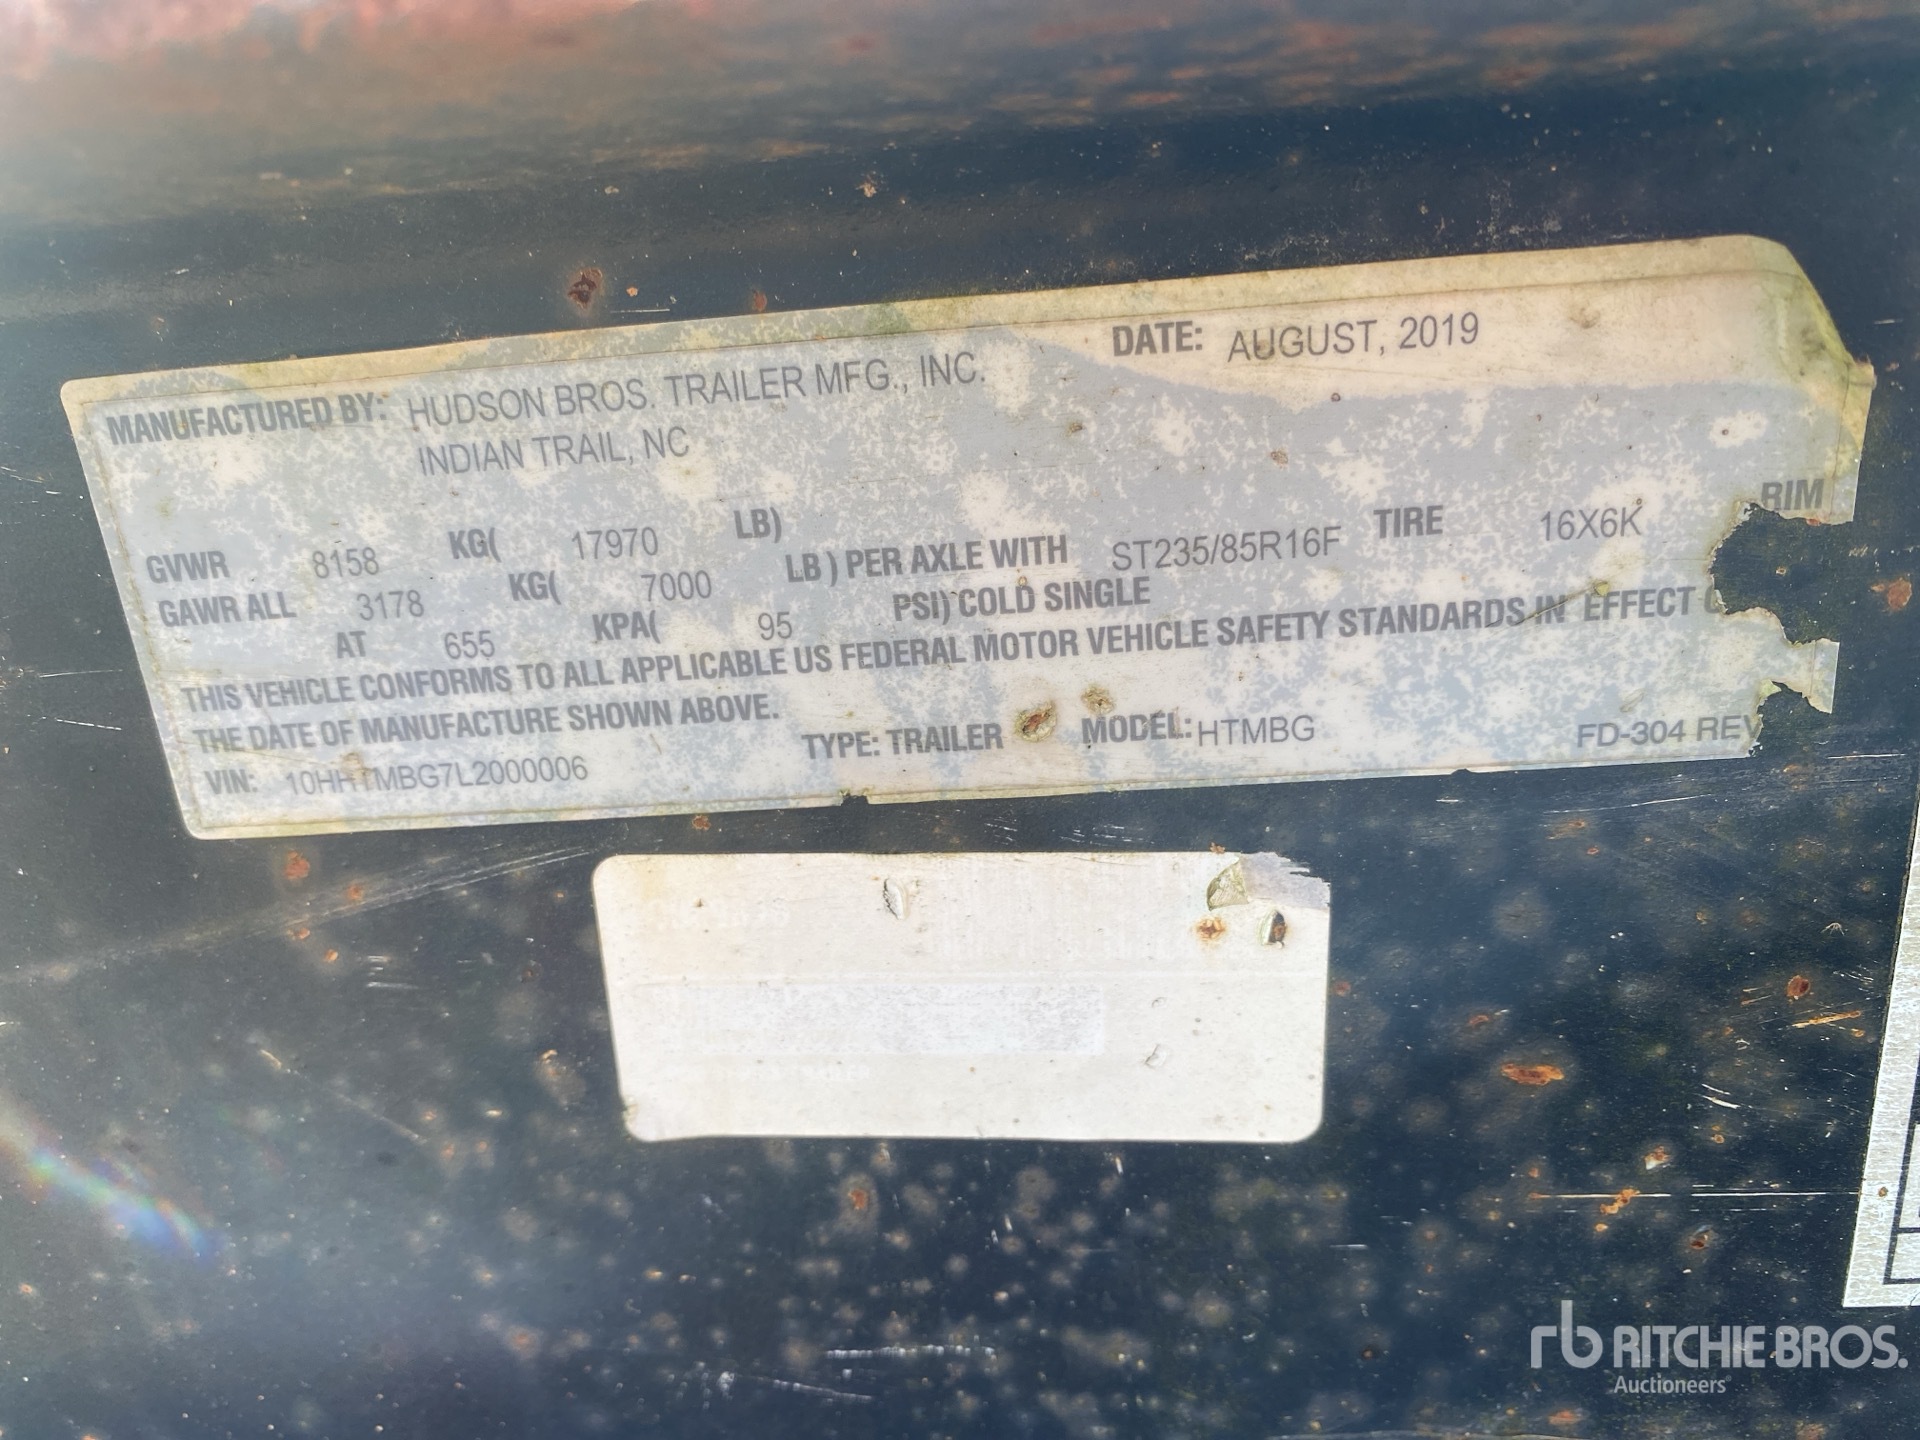 MANUFACTURED BY: HUDSON BROS. TRAILER MFG., INC. DATE: AUGUST, 2019
INDIAN TRAIL, NC
GVWR 8158 KG( 17970 LB)
GAWR ALL 3178 KG( 7000 LB) PER AXLE WITH ST235/85R16F TIRE 16X6K RIM
AT 655 KPA( 95 PSI) COLD SINGLE
THIS VEHICLE CONFORMS TO ALL APPLICABLE US FEDERAL MOTOR VEHICLE SAFETY STANDARDS IN EFFECT
THE DATE OF MANUFACTURE SHOWN ABOVE.
VIN: 10HHTMBG7L2000006 TYPE: TRAILER MODEL: HTMBG FD-304 REV
rb RITCHIE BROS.
Auctioneers